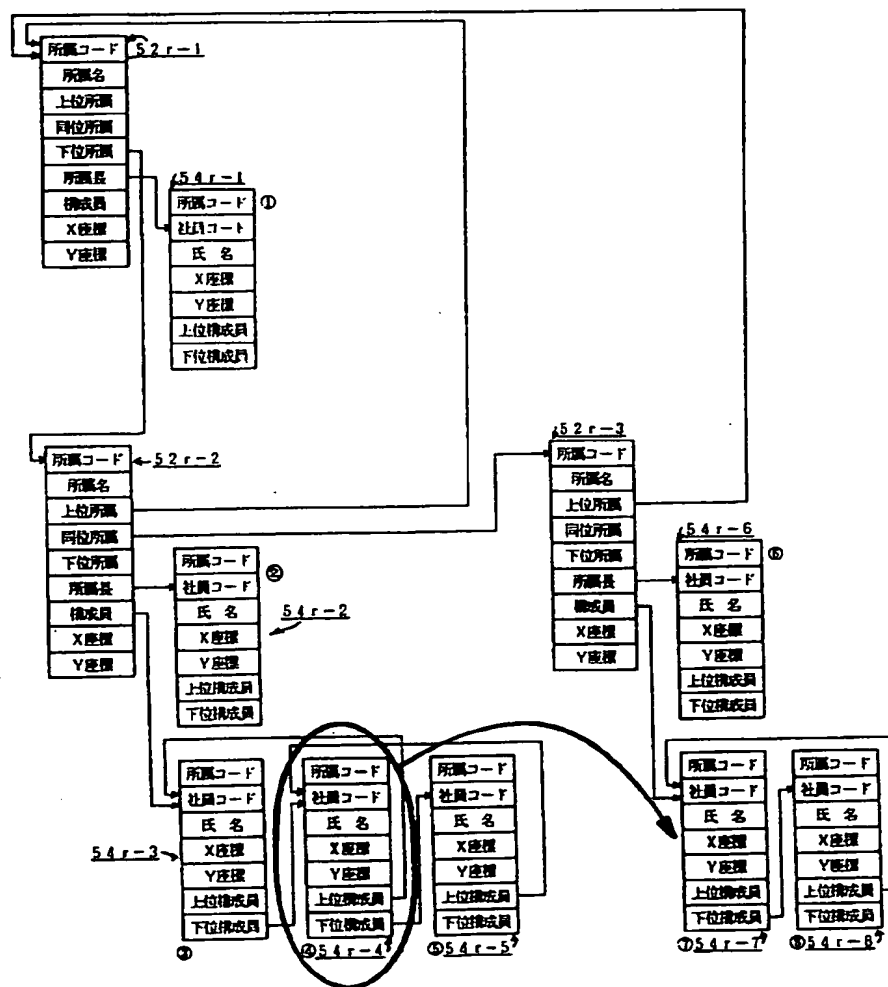 所属コード
52r-1
所属名
上位所属
同位所属
下位所属
所属長
構成員
X座標
Y座標
54r-1
所属コード
①
社員コード
氏 名
X座標
Y座標
上位構成員
下位構成員
所属コード
52r-2
所属名
上位所属
同位所属
下位所属
所属長
構成員
X座標
Y座標
所属コード
②
社員コード
氏 名
X座標
Y座標
上位構成員
下位構成員
54r-2
52r-3
所属コード
所属名
上位所属
同位所属
下位所属
所属長
構成員
X座標
Y座標
54r-6
所属コード
⑥
社員コード
氏 名
X座標
Y座標
上位構成員
下位構成員
所属コード
社員コード
氏 名
X座標
Y座標
上位構成員
下位構成員
54r-3
③
所属コード
社員コード
氏 名
X座標
Y座標
上位構成員
下位構成員
④54r-4
所属コード
社員コード
氏 名
X座標
Y座標
上位構成員
下位構成員
⑤54r-5
所属コード
社員コード
氏 名
X座標
Y座標
上位構成員
下位構成員
⑦54r-7
所属コード
社員コード
氏 名
X座標
Y座標
上位構成員
下位構成員
⑧54r-8